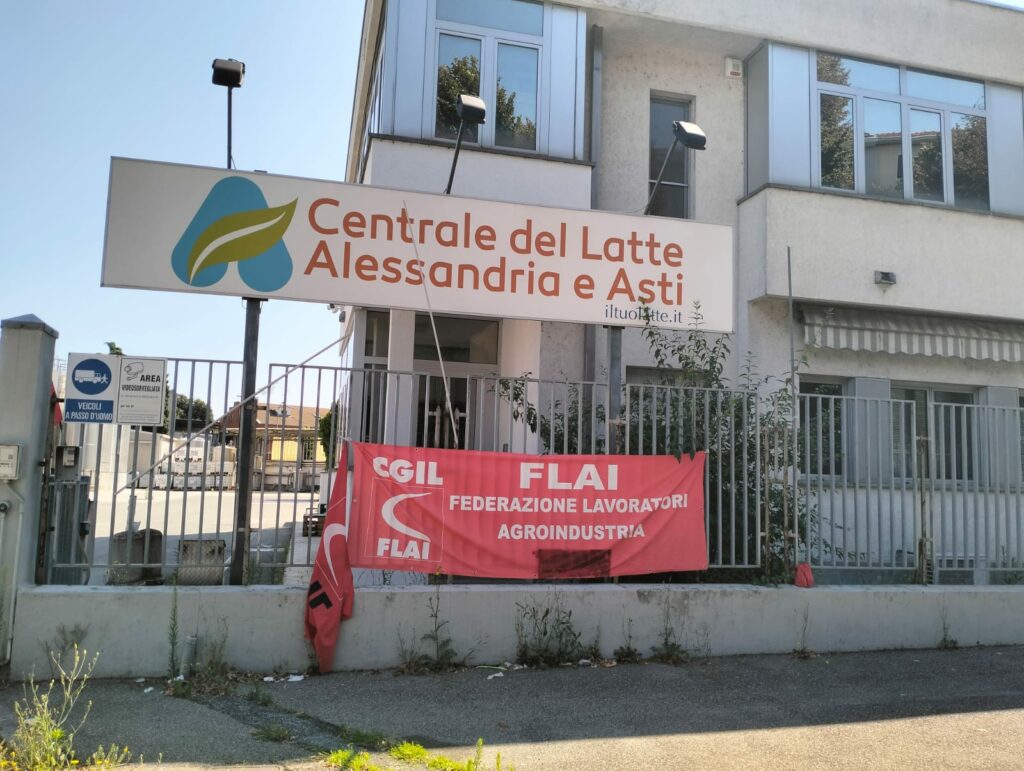 Centrale del Latte
Alessandria e Asti
iltuolatte.it
VEICOLI
A PASSO D'UOMO
AREA
VIDEOSORVEGLIATA
CGIL
FLAI
FLAI
FEDERAZIONE LAVORATORI
AGROINDUSTRIA